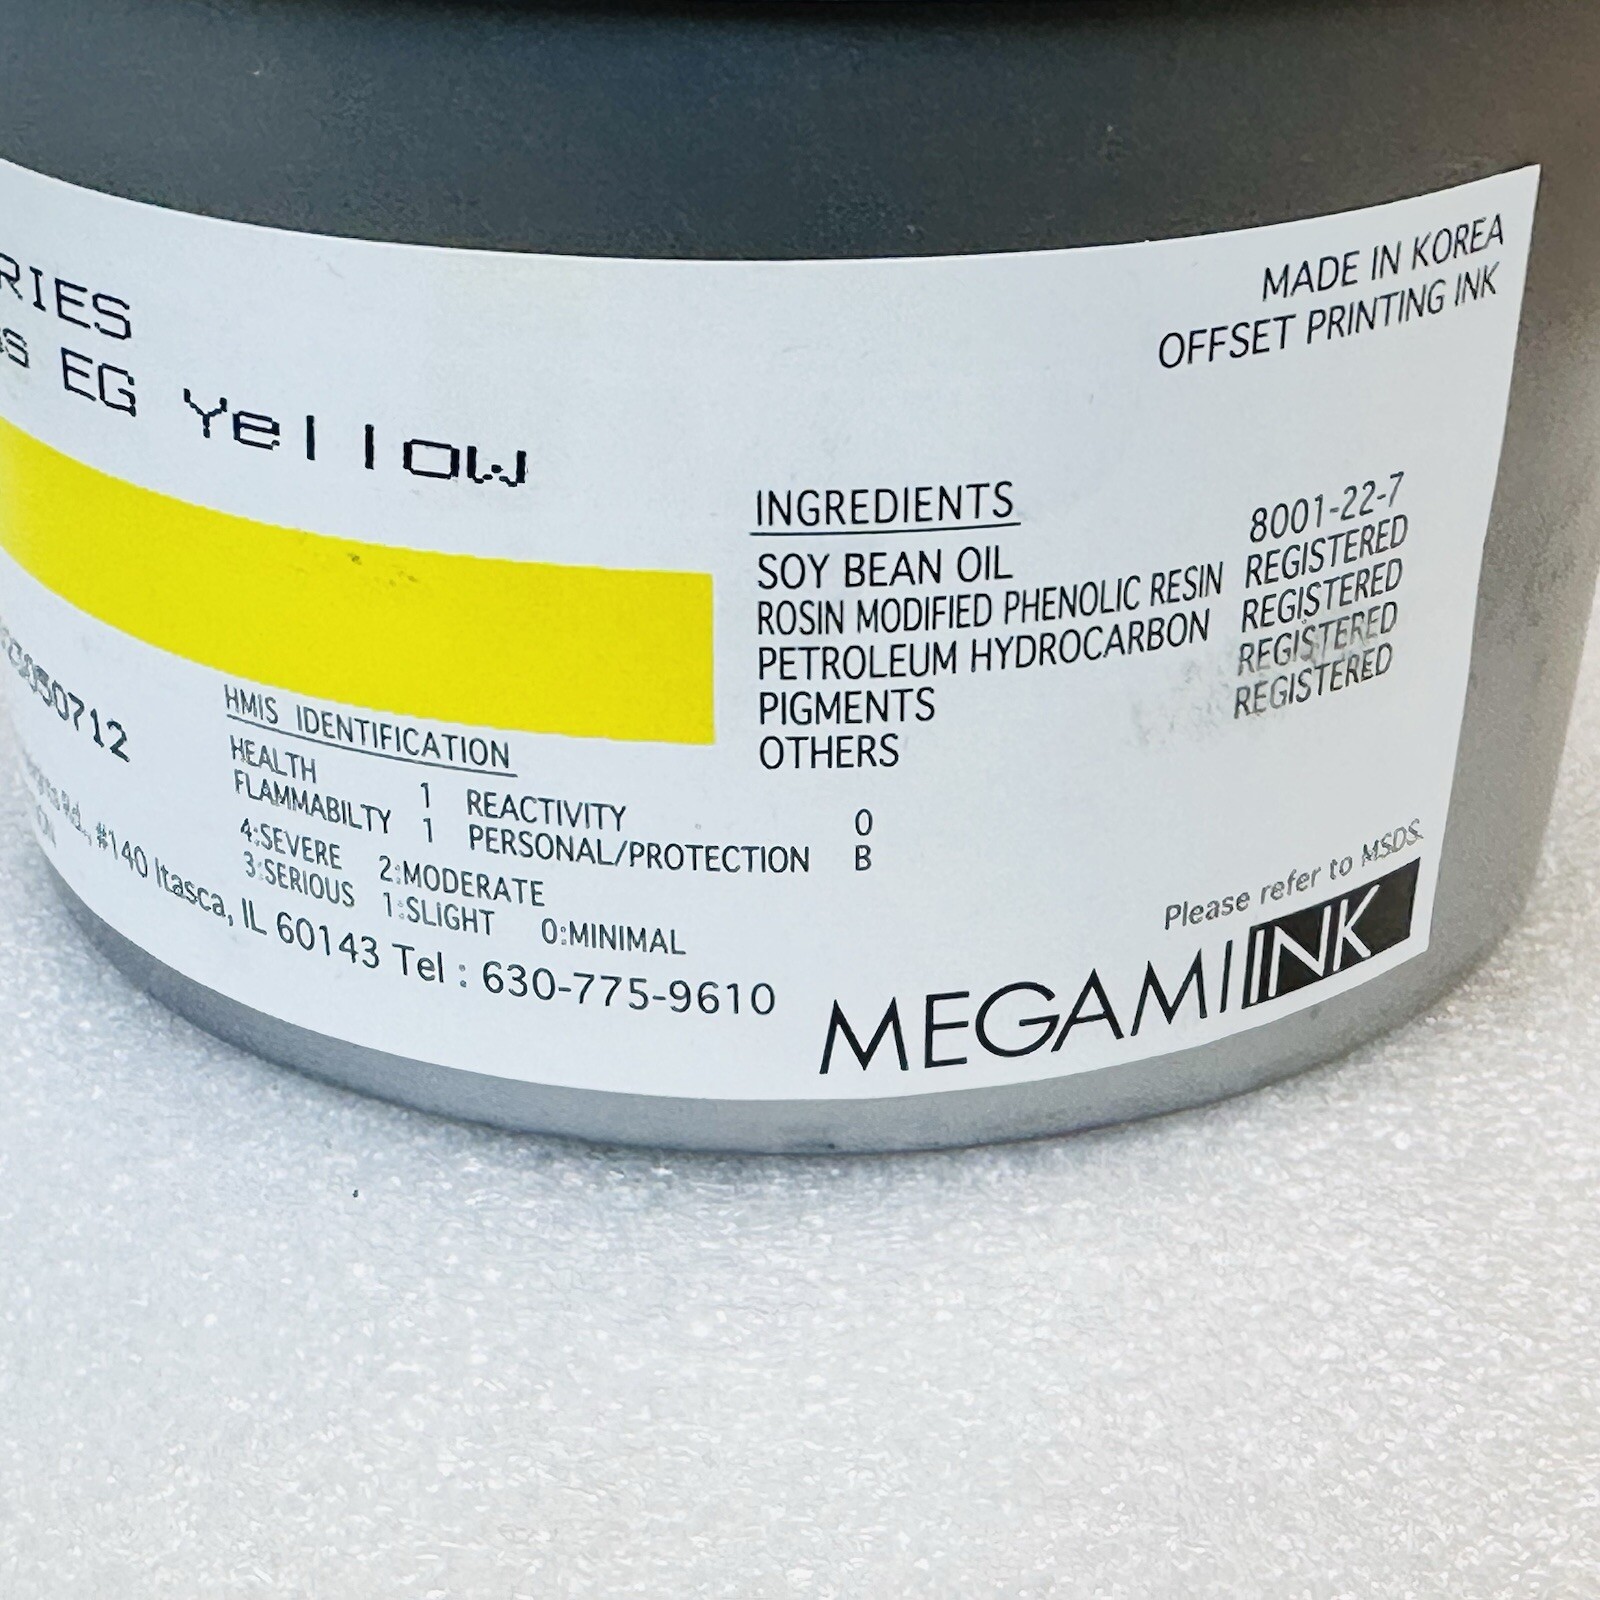 RIES
EG Yellow
MADE IN KOREA
OFFSET PRINTING INK
INGREDIENTS
SOY BEAN OIL 8001-22-7
ROSIN MODIFIED PHENOLIC RESIN REGISTERED
PETROLEUM HYDROCARBON REGISTERED
PIGMENTS REGISTERED
OTHERS REGISTERED
050712
HMIS IDENTIFICATION
HEALTH 1 REACTIVITY 0
FLAMMABILTY 1 PERSONAL/PROTECTION B
4:SEVERE 2:MODERATE
3:SERIOUS 1:SLIGHT 0:MINIMAL
Rd., #140 Itasca, IL 60143 Tel : 630-775-9610
Please refer to MSDS.
MEGAMI INK